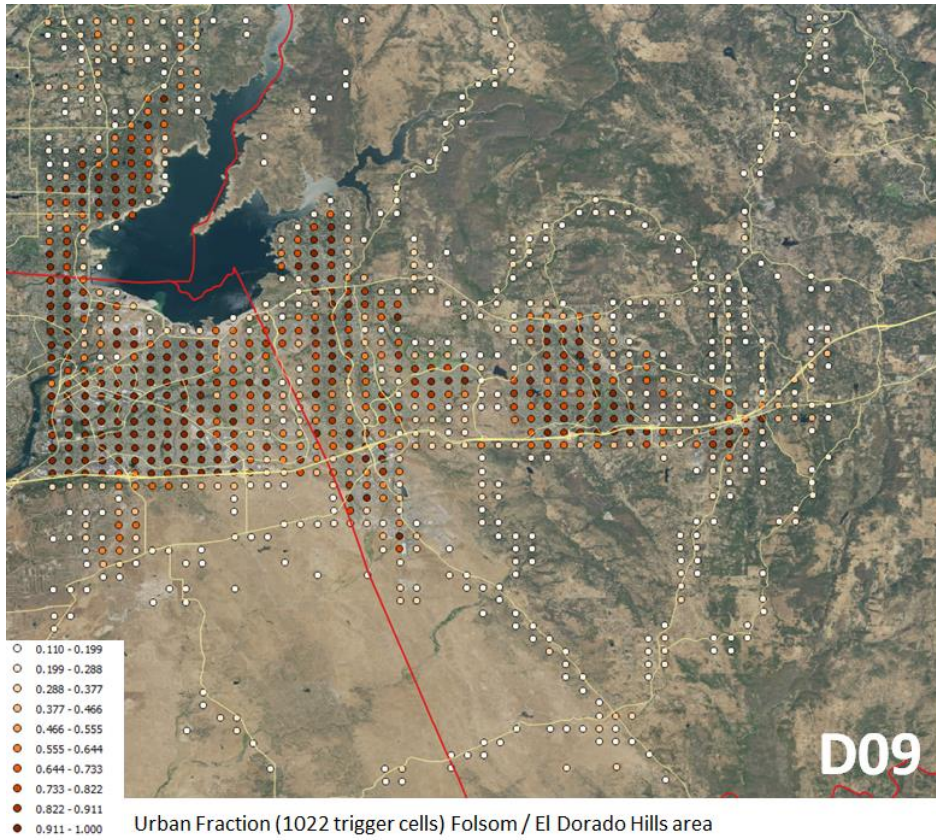 0.110 - 0.199
0.199 - 0.288
0.288 - 0.377
0.377 - 0.466
0.466 - 0.555
0.555 - 0.644
0.644 - 0.733
0.733 - 0.822
0.822 - 0.911
0.911 - 1.000
D09
Urban Fraction (1022 trigger cells) Folsom / El Dorado Hills area